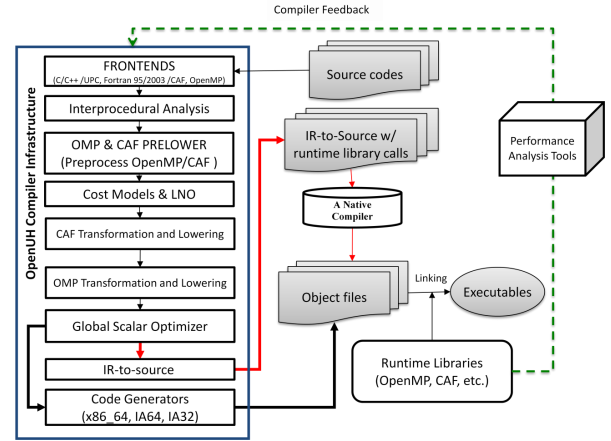 Compiler Feedback
OpenUH Compiler Infrastructure
FRONTENDS
(C/C++ /UPC, Fortran 95/2003 /CAF, OpenMP)
Interprocedural Analysis
OMP & CAF PRELOWER
(Preprocess OpenMP/CAF )
Cost Models & LNO
CAF Transformation and Lowering
OMP Transformation and Lowering
Global Scalar Optimizer
IR-to-source
Code Generators
(x86_64, IA64, IA32)
Source codes
IR-to-Source w/
runtime library calls
A Native
Compiler
Object files
Linking
Executables
Runtime Libraries
(OpenMP, CAF, etc.)
Performance
Analysis Tools